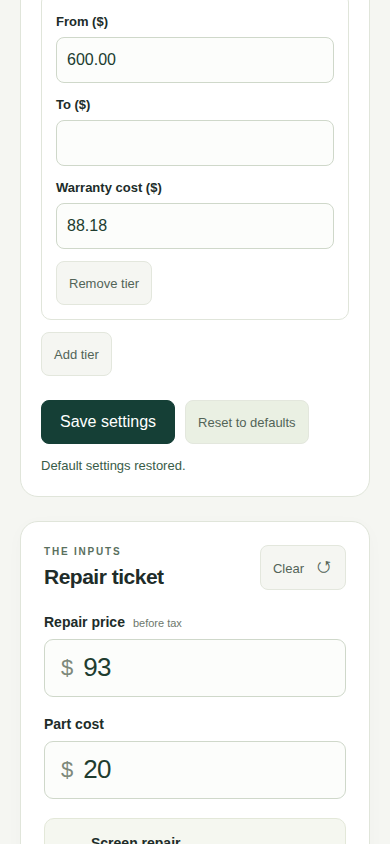 From ($)
600.00
To ($)
Warranty cost ($)
88.18
Remove tier
Add tier
Save settings
Reset to defaults
Default settings restored.
THE INPUTS
Repair ticket
Clear
Repair price before tax
$ 93
Part cost
$ 20
Screen repair